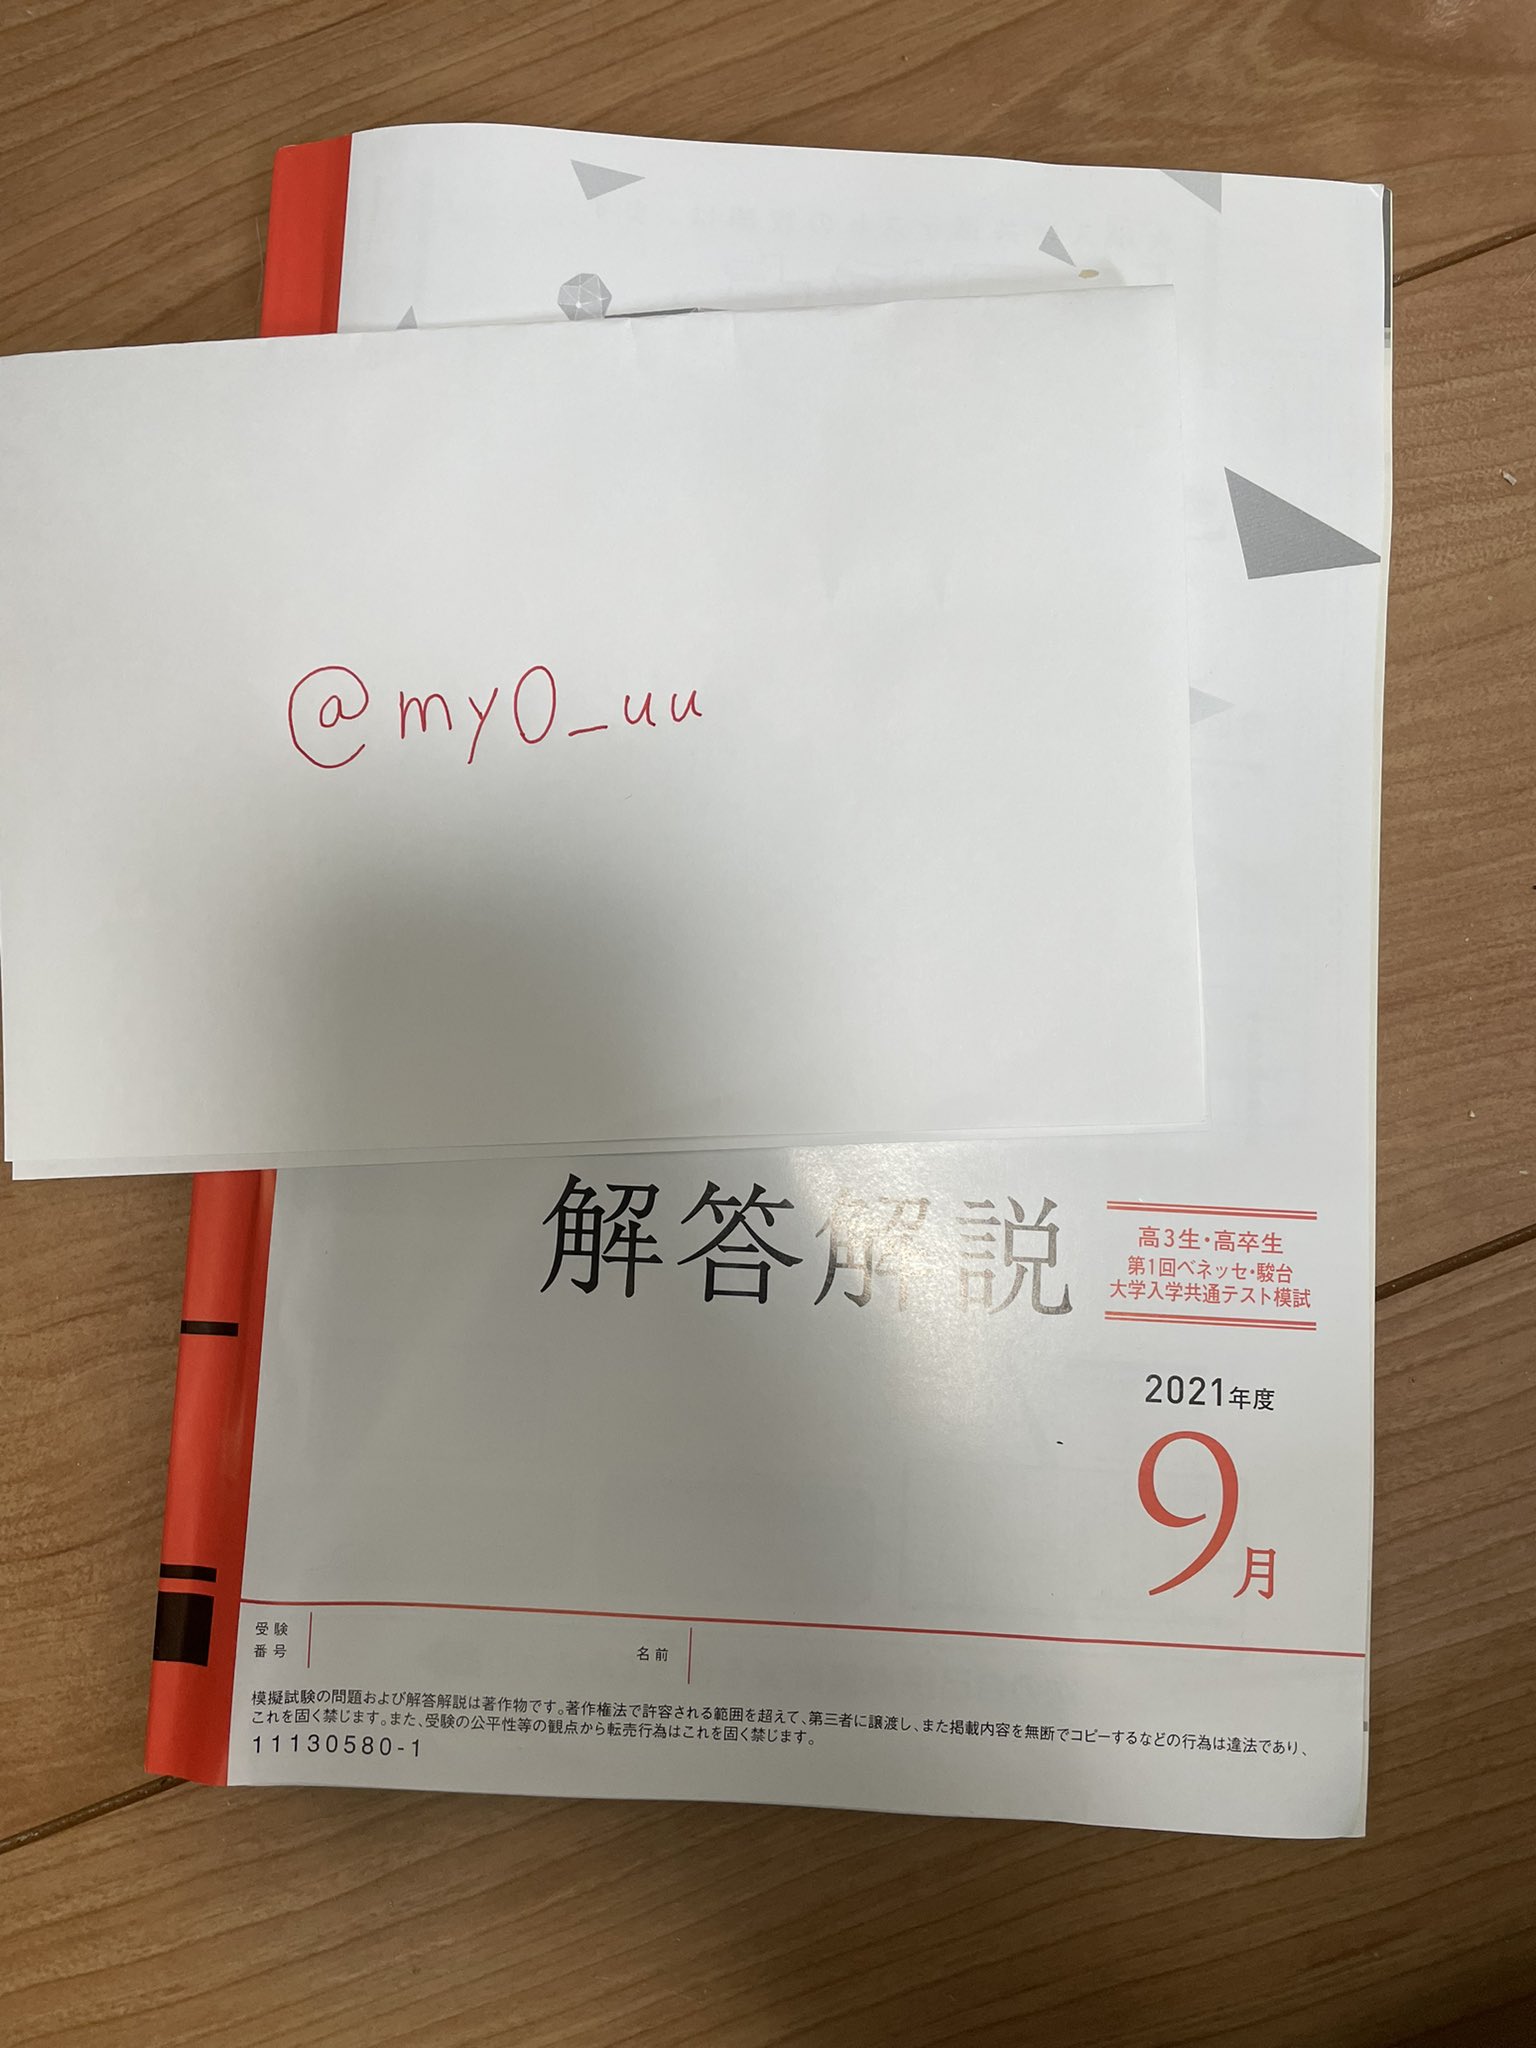 @my0_uu
解答解説
高3生・高卒生
第1回ベネッセ・駿台
大学入学共通テスト模試
2021年度
9月
受験
番号
名前
模擬試験の問題および解答解説は著作物です。著作権法で許容される範囲を超えて、第三者に譲渡し、また掲載内容を無断でコピーするなどの行為は違法であり、
これを固く禁じます。また、受験の公平性等の観点から転売行為はこれを固く禁じます。
11130580-1